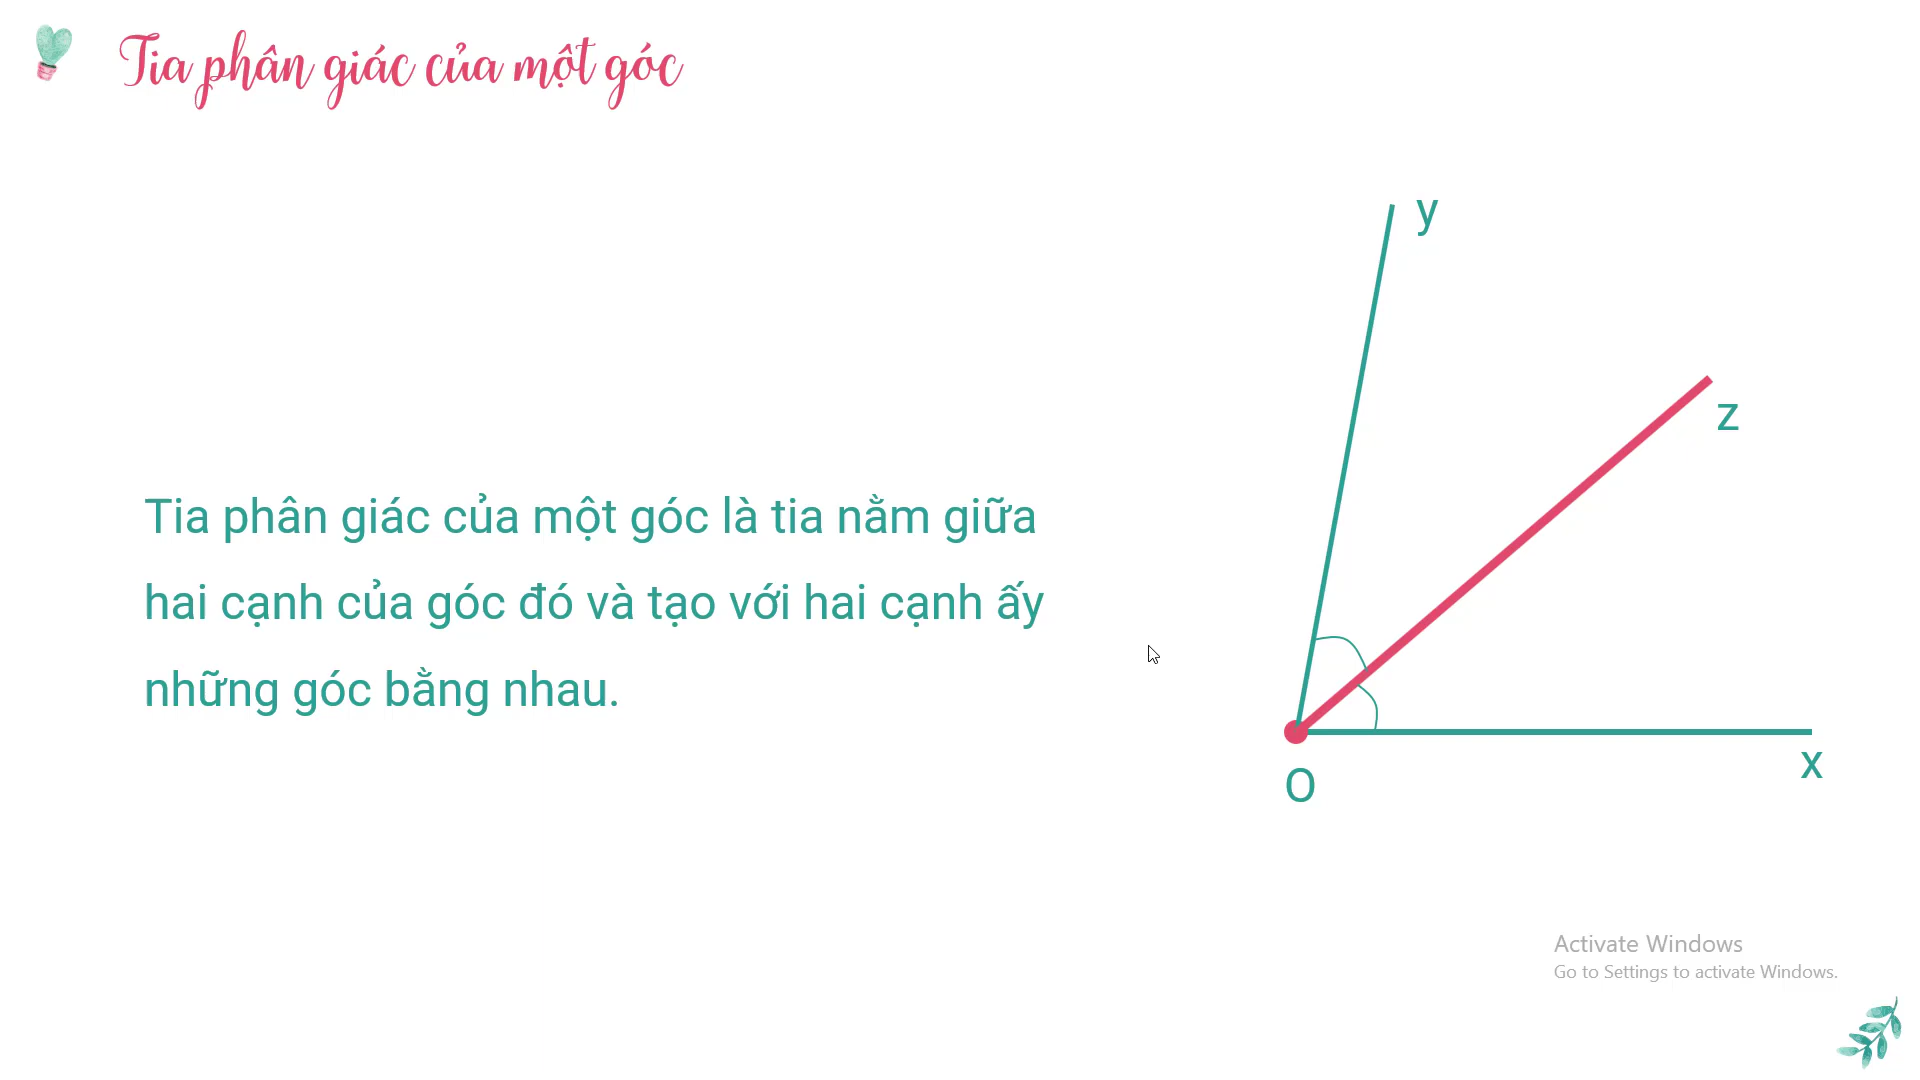 Tia phân giác của một góc
y
z
Tia phân giác của một góc là tia nằm giữa
hai cạnh của góc đó và tạo với hai cạnh ấy
những góc bằng nhau.
x
O
Activate Windows
Go to Settings to activate Windows.